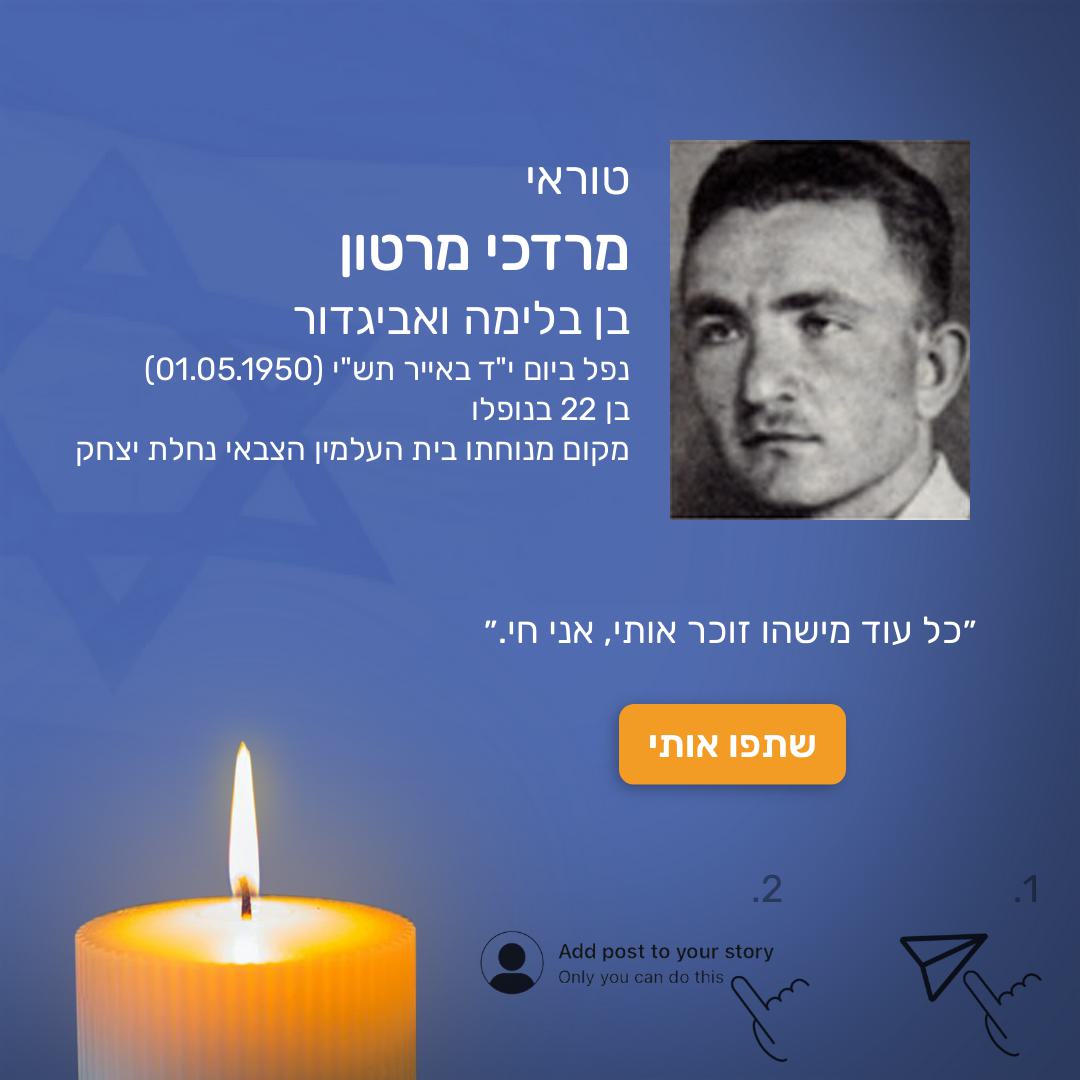 טוראי
מרדכי מרטון
בן בלימה ואביגדור
נפל ביום י"ד באייר תש"י (01.05.1950)
בן 22 בנופלו
מקום מנוחתו בית העלמין הצבאי נחלת יצחק
״כל עוד מישהו זוכר אותי, אני חי.״
שתפו אותי
1.
2.
Add post to your story
Only you can do this